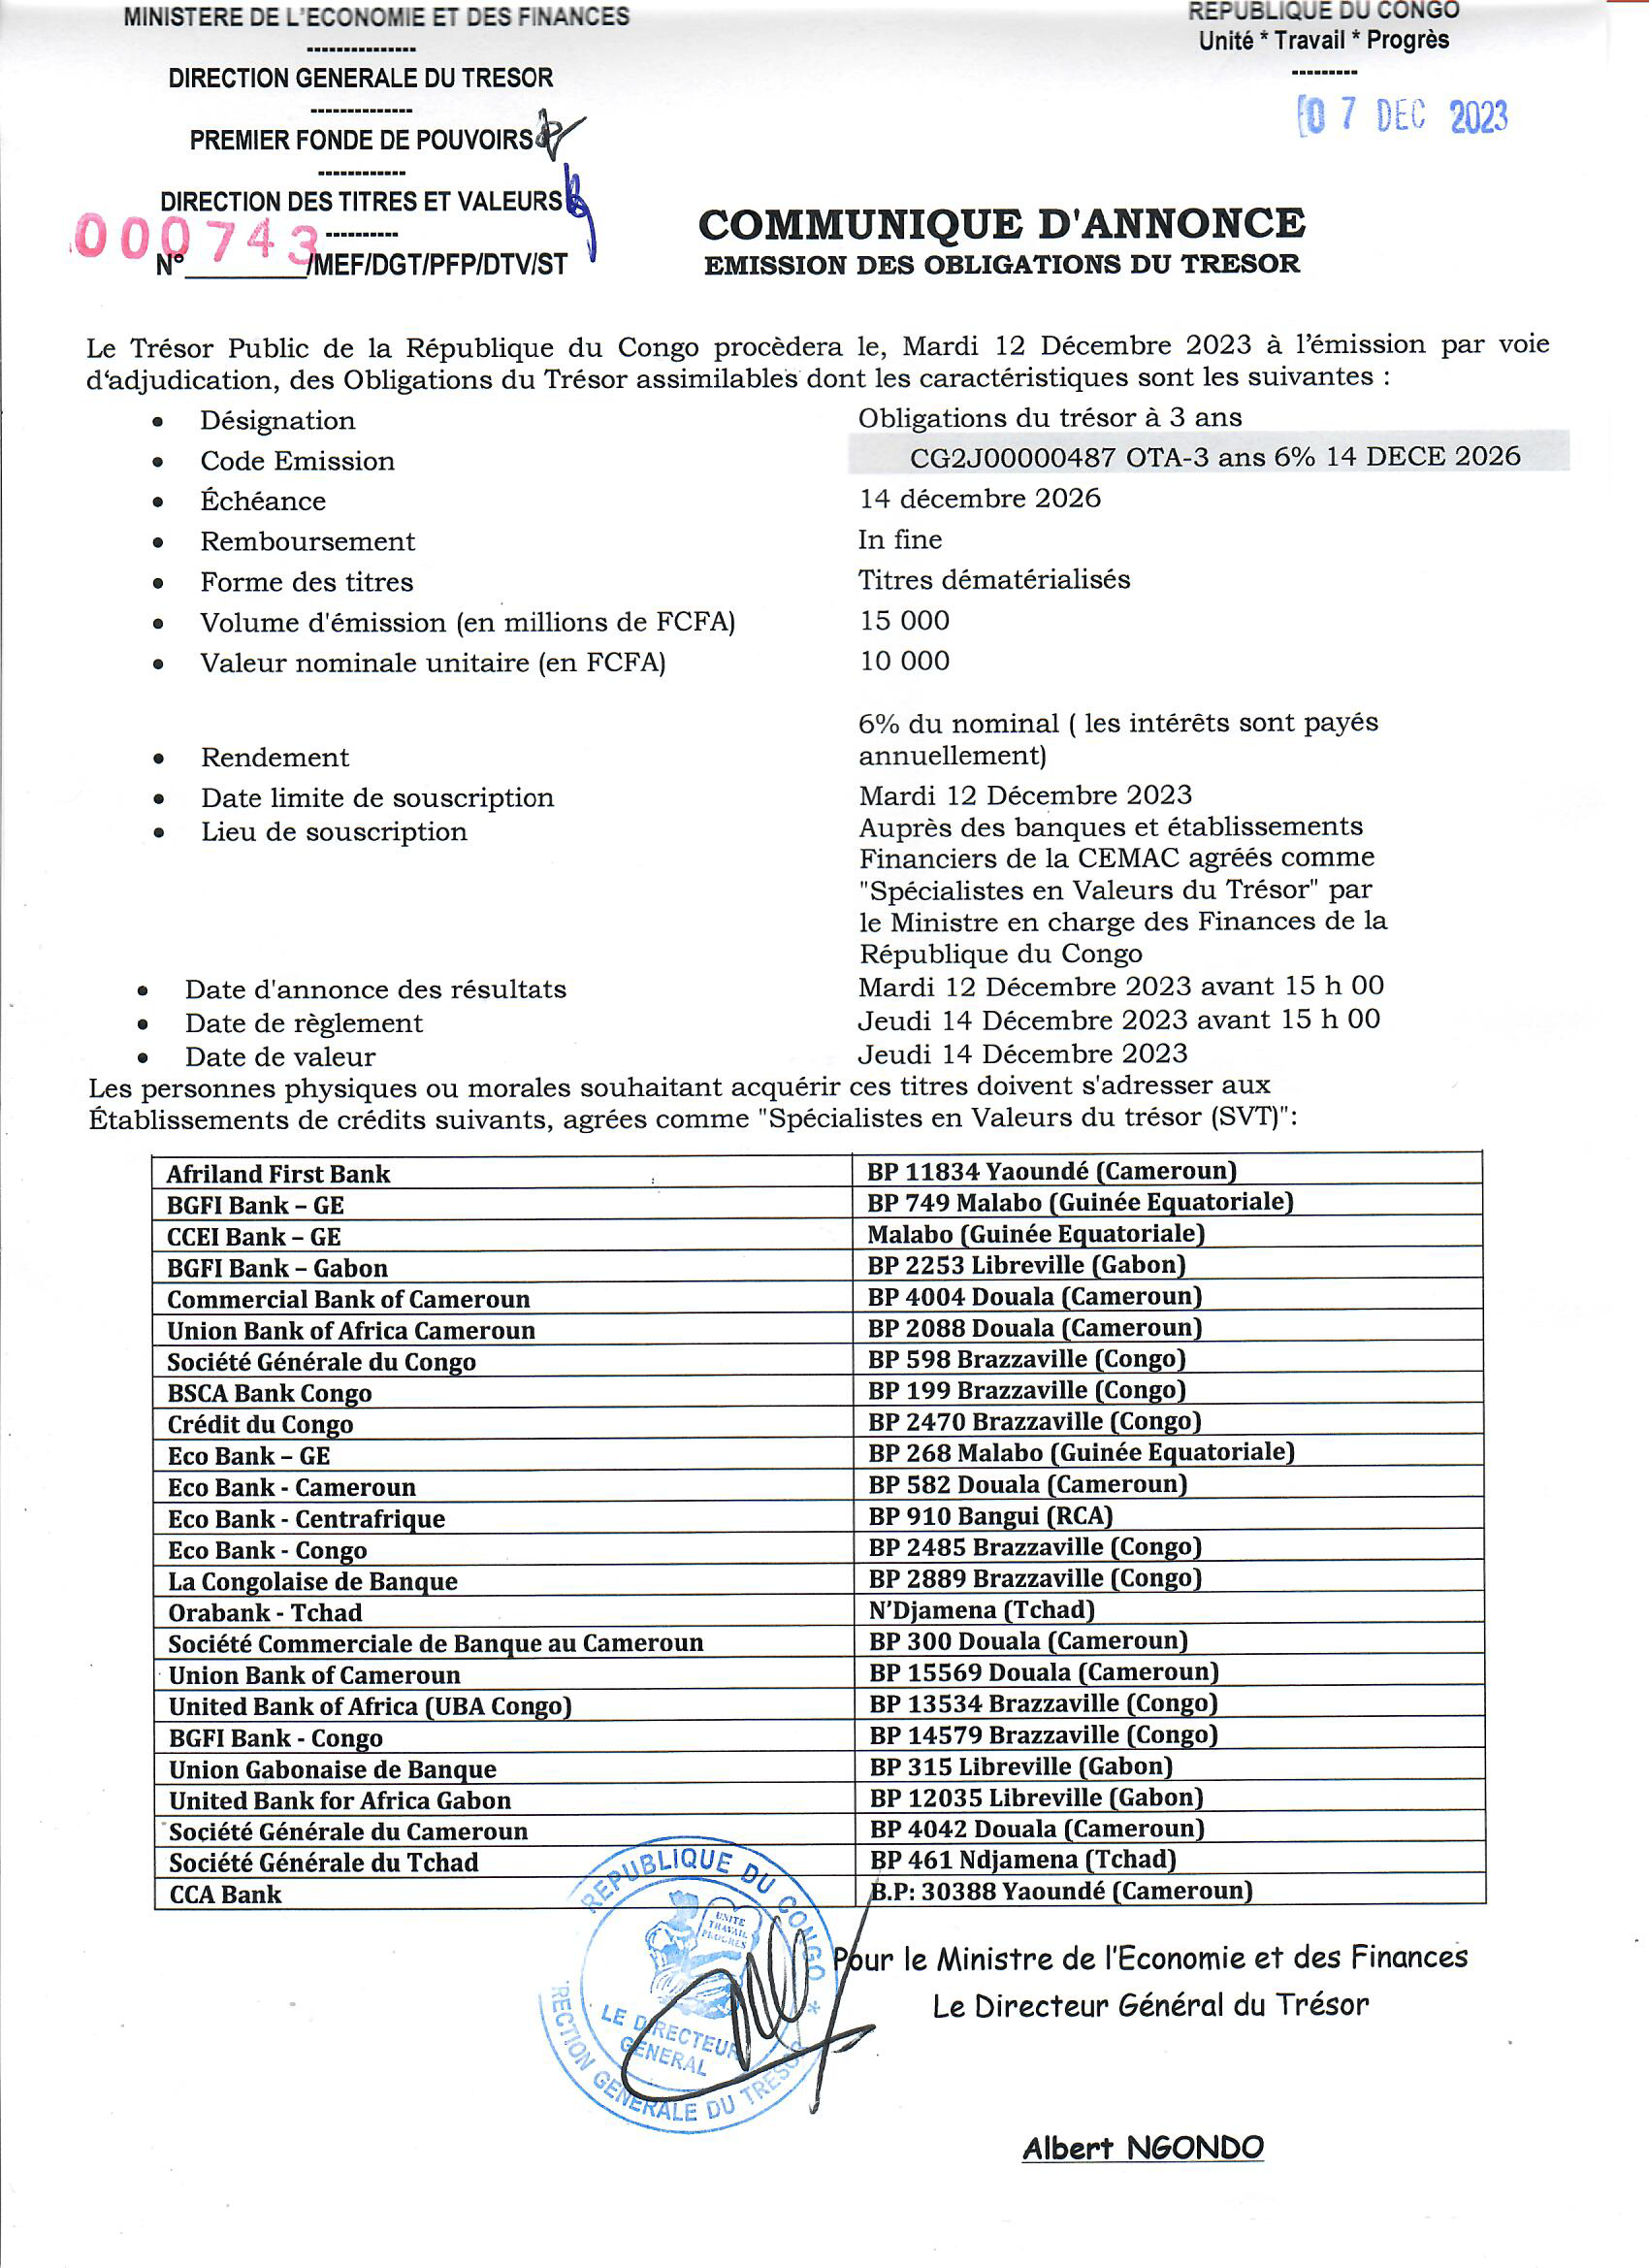 MINISTERE DE L'ECONOMIE ET DES FINANCES
---------------
DIRECTION GENERALE DU TRESOR
--------------
PREMIER FONDE DE POUVOIRS
------------
DIRECTION DES TITRES ET VALEURS
----------
000743
N°________/MEF/DGT/PFP/DTV/ST
REPUBLIQUE DU CONGO
Unité * Travail * Progrès
---------
07 DEC 2023
COMMUNIQUE D'ANNONCE
EMISSION DES OBLIGATIONS DU TRESOR
Le Trésor Public de la République du Congo procèdera le, Mardi 12 Décembre 2023 à l'émission par voie
d'adjudication, des Obligations du Trésor assimilables dont les caractéristiques sont les suivantes :
• Désignation Obligations du trésor à 3 ans
• Code Emission CG2J00000487 OTA-3 ans 6% 14 DECE 2026
• Échéance 14 décembre 2026
• Remboursement In fine
• Forme des titres Titres dématérialisés
• Volume d'émission (en millions de FCFA) 15 000
• Valeur nominale unitaire (en FCFA) 10 000
6% du nominal ( les intérêts sont payés
• Rendement annuellement)
• Date limite de souscription Mardi 12 Décembre 2023
• Lieu de souscription Auprès des banques et établissements
Financiers de la CEMAC agréés comme
"Spécialistes en Valeurs du Trésor" par
le Ministre en charge des Finances de la
République du Congo
• Date d'annonce des résultats Mardi 12 Décembre 2023 avant 15 h 00
• Date de règlement Jeudi 14 Décembre 2023 avant 15 h 00
• Date de valeur Jeudi 14 Décembre 2023
Les personnes physiques ou morales souhaitant acquérir ces titres doivent s'adresser aux
Établissements de crédits suivants, agrées comme "Spécialistes en Valeurs du trésor (SVT)":
Afriland First Bank BP 11834 Yaoundé (Cameroun)
BGFI Bank – GE BP 749 Malabo (Guinée Equatoriale)
CCEI Bank – GE Malabo (Guinée Equatoriale)
BGFI Bank – Gabon BP 2253 Libreville (Gabon)
Commercial Bank of Cameroun BP 4004 Douala (Cameroun)
Union Bank of Africa Cameroun BP 2088 Douala (Cameroun)
Société Générale du Congo BP 598 Brazzaville (Congo)
BSCA Bank Congo BP 199 Brazzaville (Congo)
Crédit du Congo BP 2470 Brazzaville (Congo)
Eco Bank – GE BP 268 Malabo (Guinée Equatoriale)
Eco Bank - Cameroun BP 582 Douala (Cameroun)
Eco Bank - Centrafrique BP 910 Bangui (RCA)
Eco Bank - Congo BP 2485 Brazzaville (Congo)
La Congolaise de Banque BP 2889 Brazzaville (Congo)
Orabank - Tchad N'Djamena (Tchad)
Société Commerciale de Banque au Cameroun BP 300 Douala (Cameroun)
Union Bank of Cameroun BP 15569 Douala (Cameroun)
United Bank of Africa (UBA Congo) BP 13534 Brazzaville (Congo)
BGFI Bank - Congo BP 14579 Brazzaville (Congo)
Union Gabonaise de Banque BP 315 Libreville (Gabon)
United Bank for Africa Gabon BP 12035 Libreville (Gabon)
Société Générale du Cameroun BP 4042 Douala (Cameroun)
Société Générale du Tchad BP 461 Ndjamena (Tchad)
CCA Bank B.P: 30388 Yaoundé (Cameroun)
REPUBLIQUE DU CONGO *
UNITE
TRAVAIL
PROGRES
LE DIRECTEUR
GENERAL
RECTION GENERALE DU TRESOR
Pour le Ministre de l'Economie et des Finances
Le Directeur Général du Trésor
Albert NGONDO